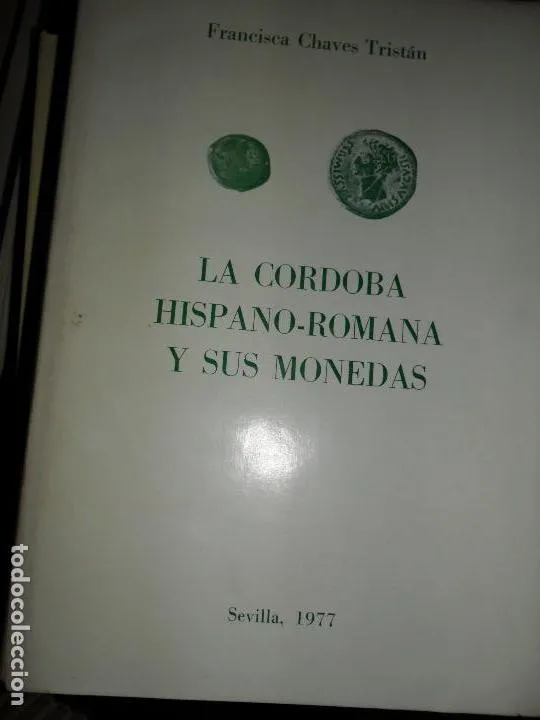 Francisca Chaves Tristán
LA CORDOBA
HISPANO-ROMANA
Y SUS MONEDAS
Sevilla, 1977
todocoleccion